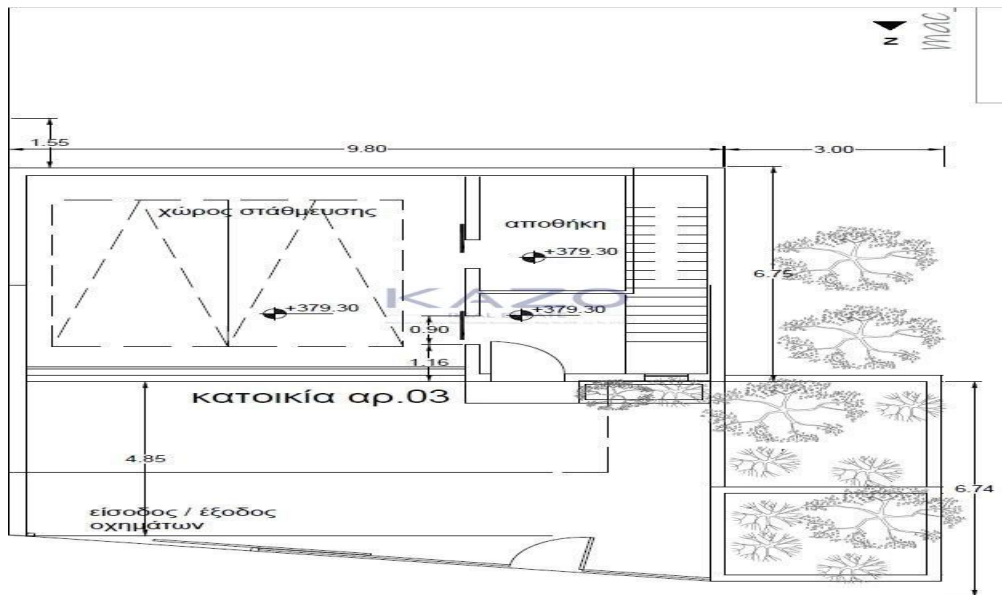 N
mac
1.55
9.80
3.00
χώρος στάθμευσης
αποθήκη
+379.30
6.75
KAZO
+379.30
+379.30
0.90
1.16
κατοικία αρ.03
4.85
6.74
είσοδος / έξοδος
οχημάτων